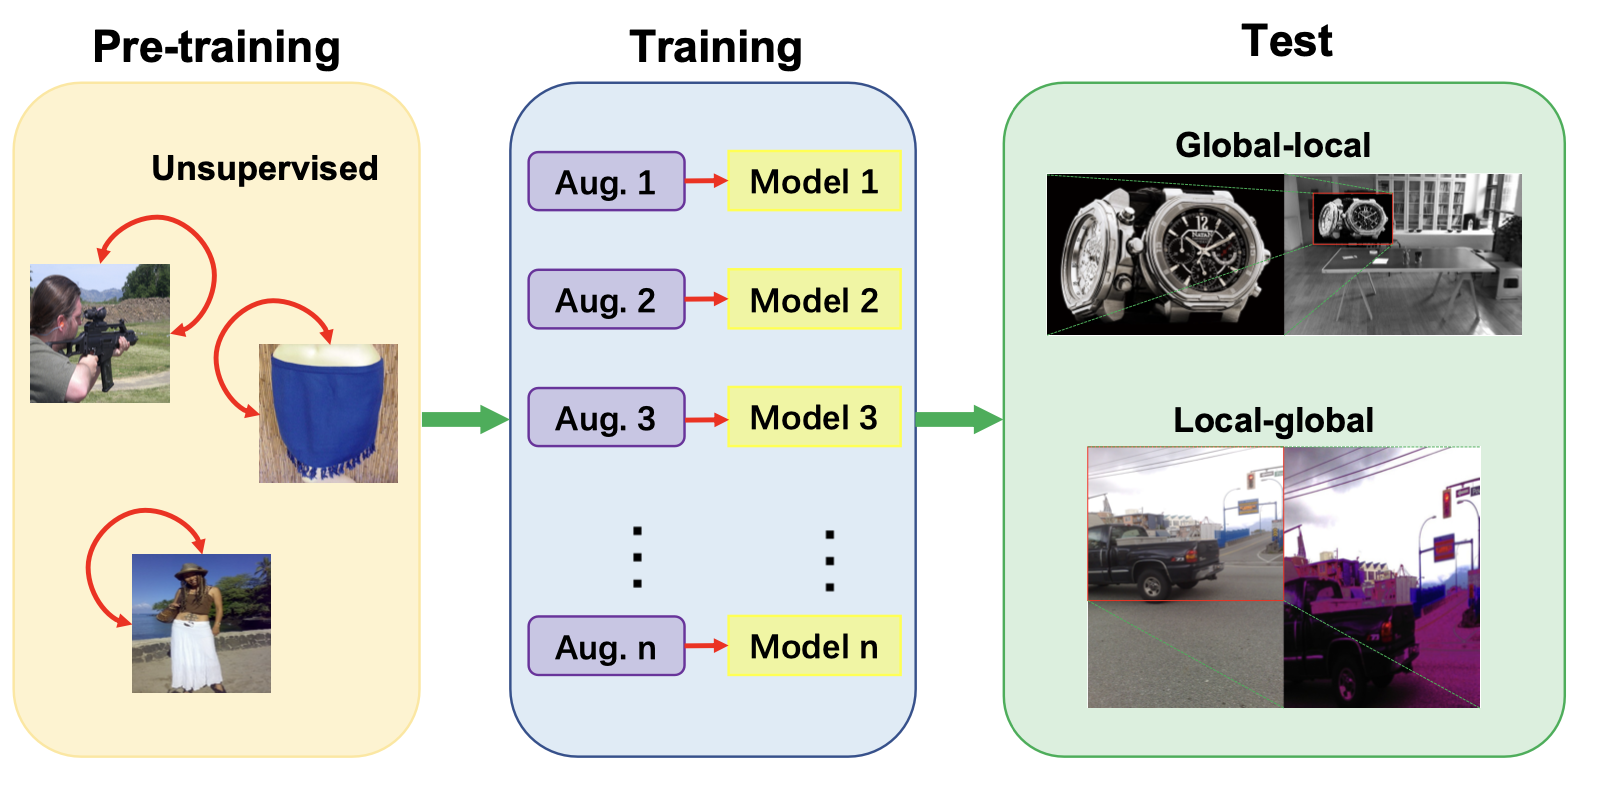 Pre-training
Training
Test
Unsupervised
Aug. 1
Model 1
Aug. 2
Model 2
Aug. 3
Model 3
Aug. n
Model n
Global-local
12
Local-global